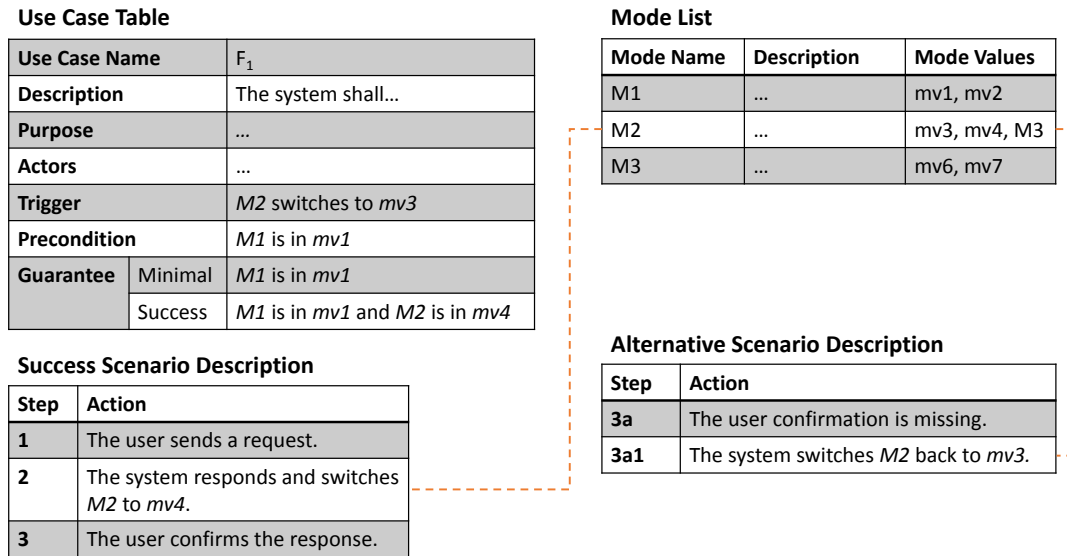 Use Case Table
Use Case Name F1
Description The system shall…
Purpose …
Actors …
Trigger M2 switches to mv3
Precondition M1 is in mv1
Guarantee Minimal M1 is in mv1
Success M1 is in mv1 and M2 is in mv4
Success Scenario Description
Step Action
1 The user sends a request.
2 The system responds and switches
M2 to mv4.
3 The user confirms the response.
Mode List
Mode Name Description Mode Values
M1 … mv1, mv2
M2 … mv3, mv4, M3
M3 … mv6, mv7
Alternative Scenario Description
Step Action
3a The user confirmation is missing.
3a1 The system switches M2 back to mv3.